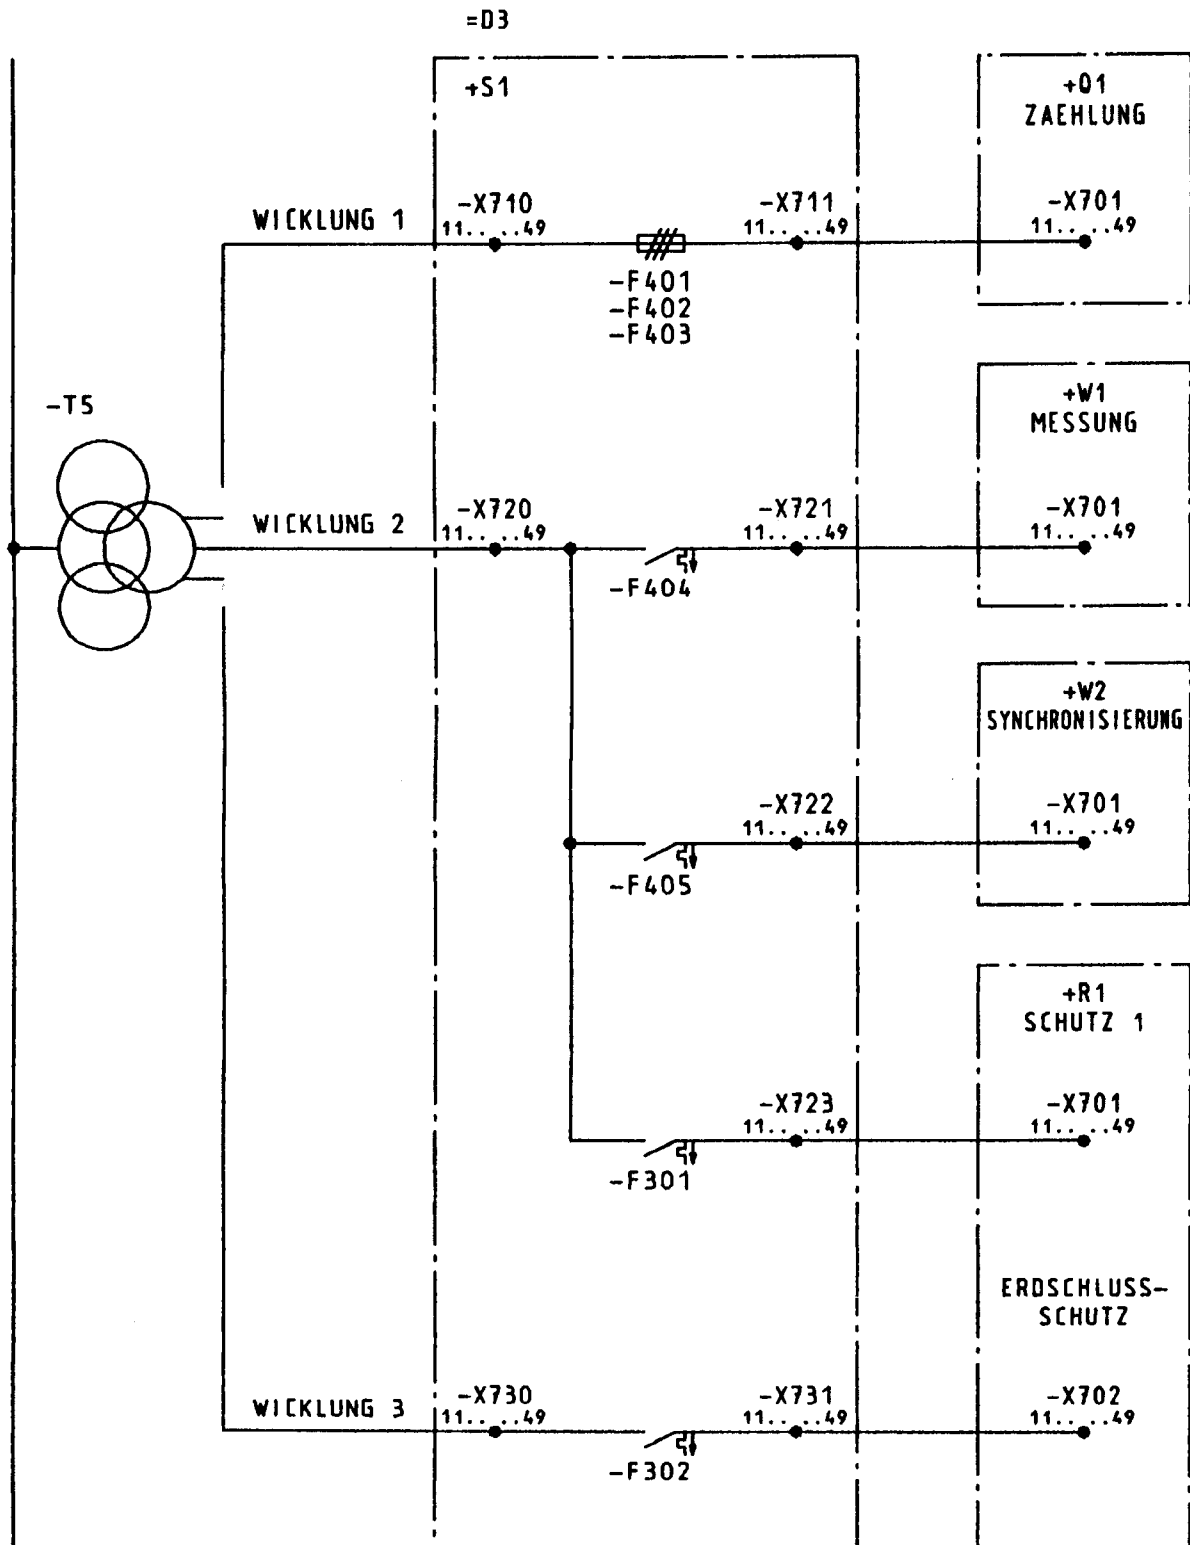 =D3
+S1
+Q1
ZAEHLUNG
WICKLUNG 1
-X710
11.....49
-X711
11.....49
-X701
11.....49
-F401
-F402
-F403
-T5
+W1
MESSUNG
WICKLUNG 2
-X720
11.....49
-X721
11.....49
-X701
11.....49
-F404
+W2
SYNCHRONISIERUNG
-X722
11.....49
-X701
11.....49
-F405
+R1
SCHUTZ 1
-X723
11.....49
-X701
11.....49
-F301
ERDSCHLUSS-
SCHUTZ
WICKLUNG 3
-X730
11.....49
-X731
11.....49
-X702
11.....49
-F302